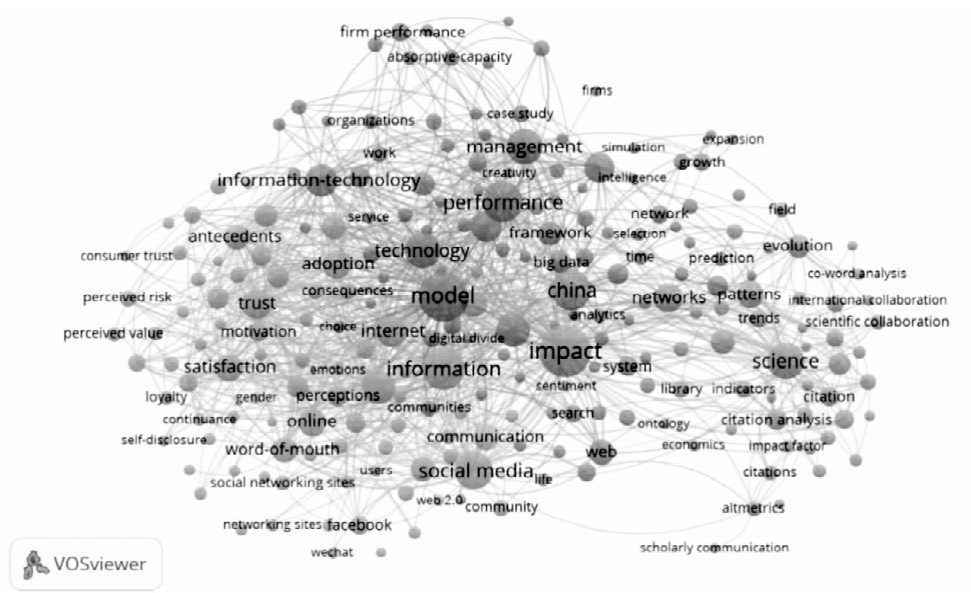 firm performance
absorptive-capacity
firms
case study
organizations
expansion
management
simulation
work
growth
creativity
information-technology
intelligence
performance
network
field
service
framework
selection
antecedents
evolution
technology
consumer trust
time
prediction
adoption
big data
co-word analysis
consequences
china
model
perceived risk
networks
patterns
international collaboration
trust
analytics
trends
scientific collaboration
choice
motivation
internet
perceived value
digital divide
impact
science
satisfaction
system
emotions
information
sentiment
library
indicators
loyalty
gender
perceptions
citation
communities
search
continuance
online
citation analysis
ontology
self-disclosure
communication
economics
impact factor
word-of-mouth
web
users
social media
citations
life
social networking sites
web 2.0
community
altmetrics
networking sites
facebook
wechat
scholarly communication
VOSviewer